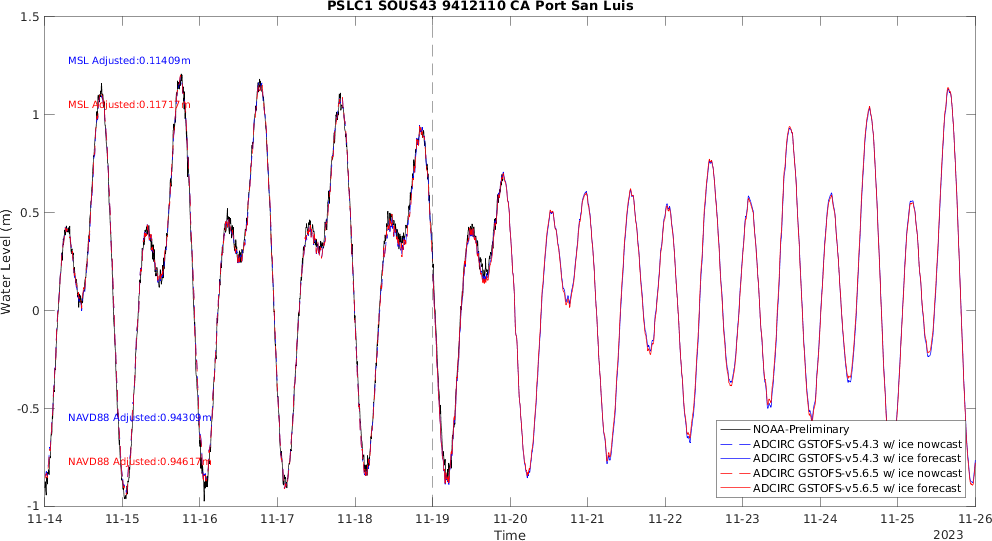 PSLC1 SOUS43 9412110 CA Port San Luis
1.5
MSL Adjusted:0.11409m
MSL Adjusted:0.11717m
1
0.5
Water Level (m)
0
-0.5
NAVD88 Adjusted:0.94309m
NAVD88 Adjusted:0.94617m
-1
NOAA-Preliminary
ADCIRC GSTOFS-v5.4.3 w/ ice nowcast
ADCIRC GSTOFS-v5.4.3 w/ ice forecast
ADCIRC GSTOFS-v5.6.5 w/ ice nowcast
ADCIRC GSTOFS-v5.6.5 w/ ice forecast
11-14 11-15 11-16 11-17 11-18 11-19 11-20 11-21 11-22 11-23 11-24 11-25 11-26
Time
2023